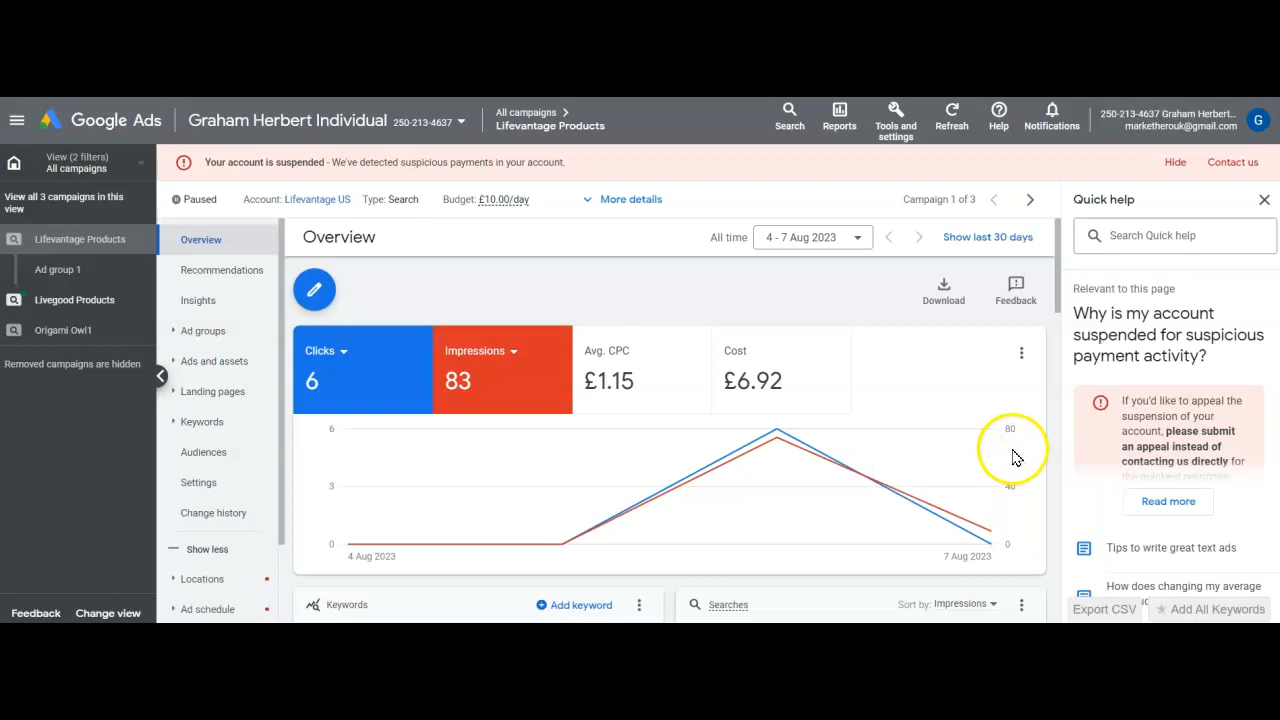 Google Ads
Graham Herbert Individual 250-213-4637
All campaigns
Lifevantage Products
Search
Reports
Tools and
settings
Refresh
Help
Notifications
250-213-4637 Graham Herbert...
marketherouk@gmail.com
G
View (2 filters)
All campaigns
Your account is suspended - We've detected suspicious payments in your account.
Hide
Contact us
View all 3 campaigns in this
view
Paused
Account: Lifevantage US
Type: Search
Budget: £10.00/day
More details
Campaign 1 of 3
Quick help
Lifevantage Products
Ad group 1
Livegood Products
Origami Owl1
Removed campaigns are hidden
Overview
Recommendations
Insights
Ad groups
Ads and assets
Landing pages
Keywords
Audiences
Settings
Change history
Show less
Locations
Ad schedule
Feedback
Change view
Overview
All time
4 - 7 Aug 2023
Show last 30 days
Download
Feedback
Clicks
6
Impressions
83
Avg. CPC
£1.15
Cost
£6.92
6
80
3
40
0
0
4 Aug 2023
7 Aug 2023
Keywords
Add keyword
Searches
Sort by: Impressions
Search Quick help
Relevant to this page
Why is my account
suspended for suspicious
payment activity?
If you'd like to appeal the
suspension of your
account, please submit
an appeal instead of
contacting us directly for
the quickest response
Read more
Tips to write great text ads
How does changing my average
Export CSV
Add All Keywords